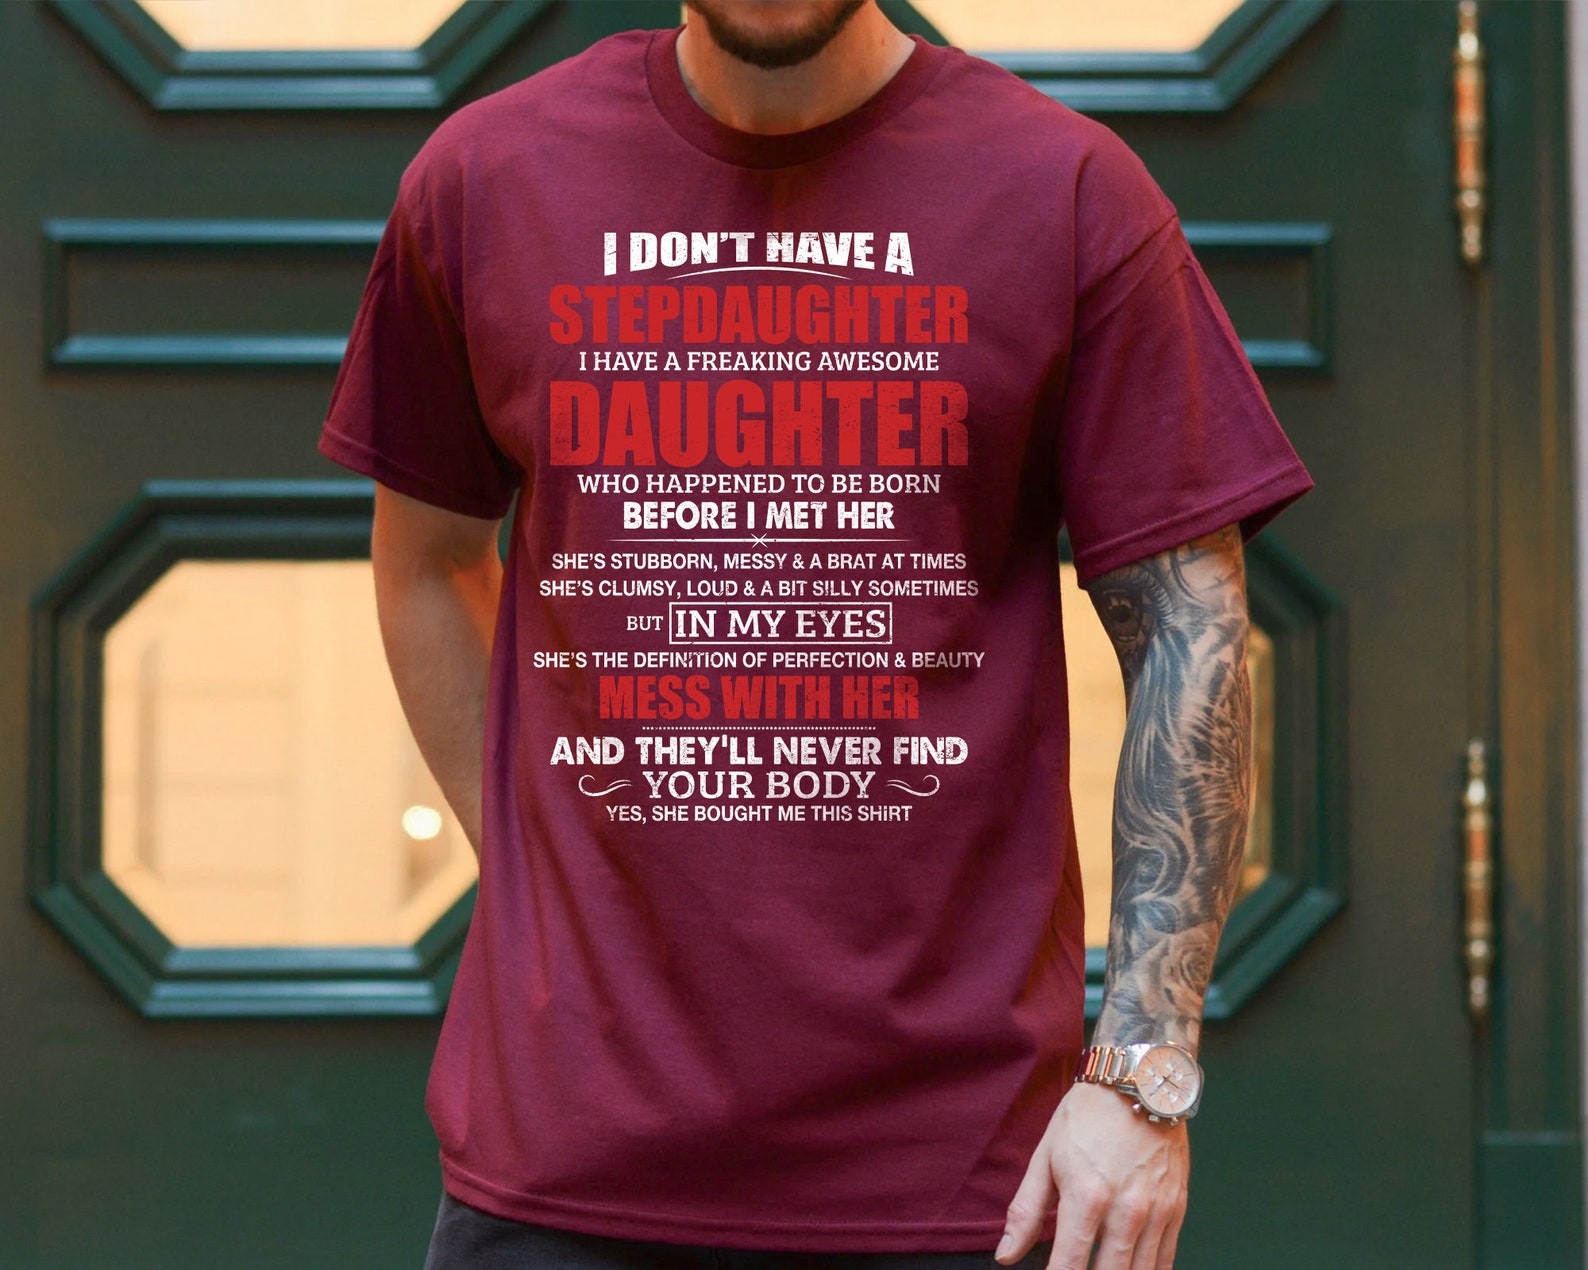 I DON'T HAVE A
STEPDAUGHTER
I HAVE A FREAKING AWESOME
DAUGHTER
WHO HAPPENED TO BE BORN
BEFORE I MET HER
SHE'S STUBBORN, MESSY & A BRAT AT TIMES
SHE'S CLUMSY, LOUD & A BIT SILLY SOMETIMES
BUT IN MY EYES
SHE'S THE DEFINITION OF PERFECTION & BEAUTY
MESS WITH HER
AND THEY'LL NEVER FIND
YOUR BODY
YES, SHE BOUGHT ME THIS SHiRT